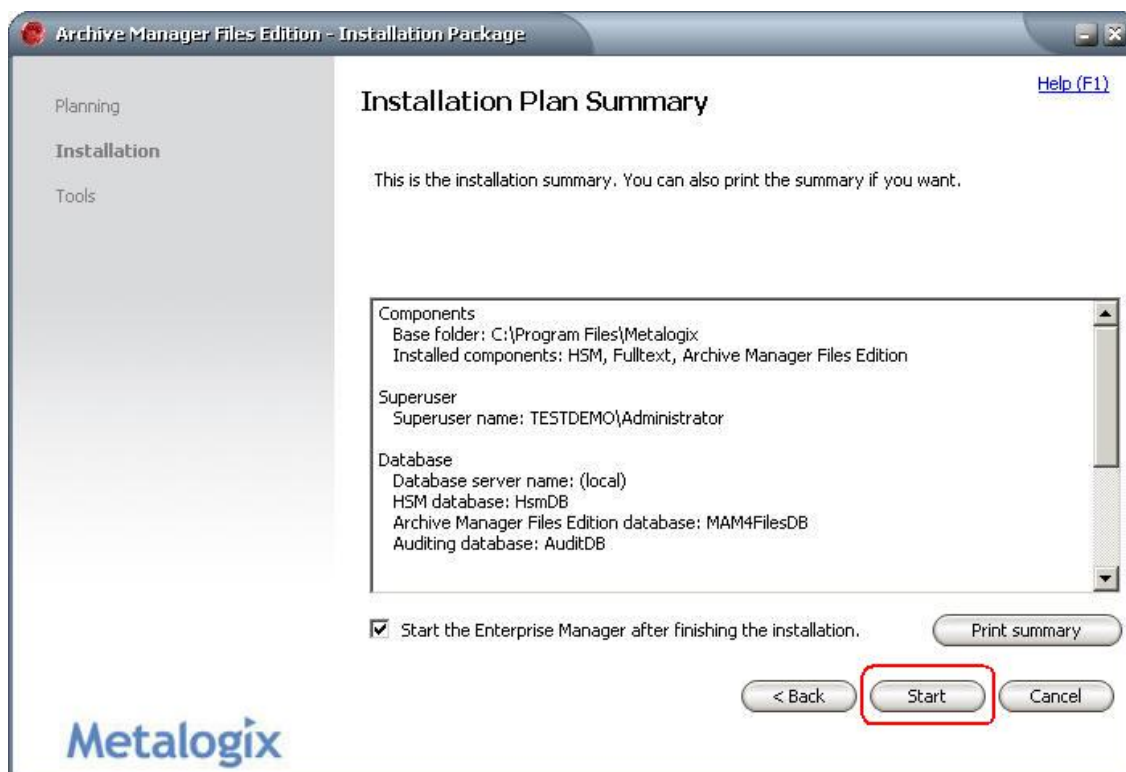 Archive Manager Files Edition - Installation Package
Help (F1)
Planning
Installation
Tools
Installation Plan Summary
This is the installation summary. You can also print the summary if you want.
Components
Base folder: C:\Program Files\Metalogix
Installed components: HSM, Fulltext, Archive Manager Files Edition
Superuser
Superuser name: TESTDEMO\Administrator
Database
Database server name: (local)
HSM database: HsmDB
Archive Manager Files Edition database: MAM4FilesDB
Auditing database: AuditDB
Start the Enterprise Manager after finishing the installation.
Print summary
< Back
Start
Cancel
Metalogix